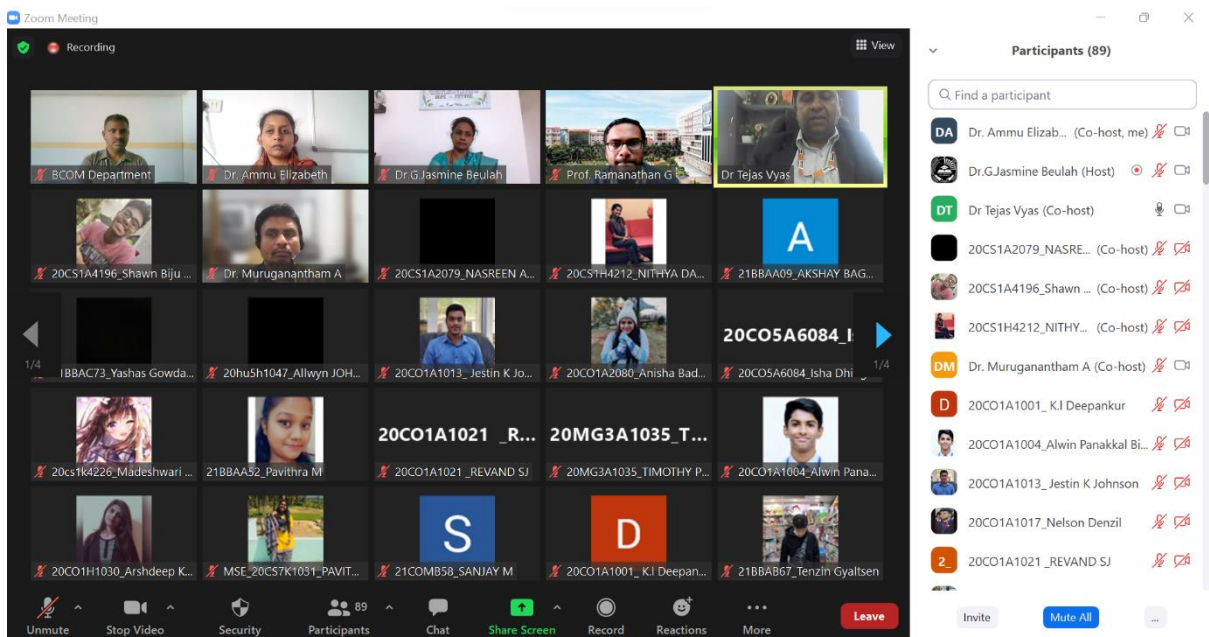 Zoom Meeting
Recording
View
BCOM Department
Dr. Ammu Elizabeth
Dr.G.Jasmine Beulah
Prof. Ramanathan G
Dr Tejas Vyas
20CS1A4196_Shawn Biju ...
Dr. Muruganantham A
20CS1A2079_NASREEN A...
20CS1H4212_NITHYA DA...
A
21BBAA09_AKSHAY BAG...
1/4
1BBAC73_Yashas Gowda...
20hu5h1047_Allwyn JOH...
20CO1A1013_ Jestin K Jo...
20CO1A2080_Anisha Bad...
20CO5A6084_I
20CO5A6084_Isha Dhi
1/4
20cs1k4226_Madeshwari ...
21BBAA52_Pavithra M
20CO1A1021 _R...
20CO1A1021 _REVAND SJ
20MG3A1035_T...
20MG3A1035_TIMOTHY P...
20CO1A1004_Alwin Pana...
20CO1H1030_Arshdeep K...
MSE_20CS7K1031_PAVIT...
S
21COMB58_SANJAY M
D
20CO1A1001_ K.I Deepan...
21BBAB67_Tenzin Gyaltsen
Unmute
Stop Video
Security
89
Participants
Chat
Share Screen
Record
Reactions
More
Leave
Participants (89)
Find a participant
DA Dr. Ammu Elizab... (Co-host, me)
Dr.G.Jasmine Beulah (Host)
DT Dr Tejas Vyas (Co-host)
20CS1A2079_NASRE... (Co-host)
20CS1A4196_Shawn ... (Co-host)
20CS1H4212_NITHY... (Co-host)
DM Dr. Muruganantham A (Co-host)
D 20CO1A1001_ K.I Deepankur
20CO1A1004_Alwin Panakkal Bi...
20CO1A1013_ Jestin K Johnson
20CO1A1017_Nelson Denzil
2_ 20CO1A1021 _REVAND SJ
Invite
Mute All
...